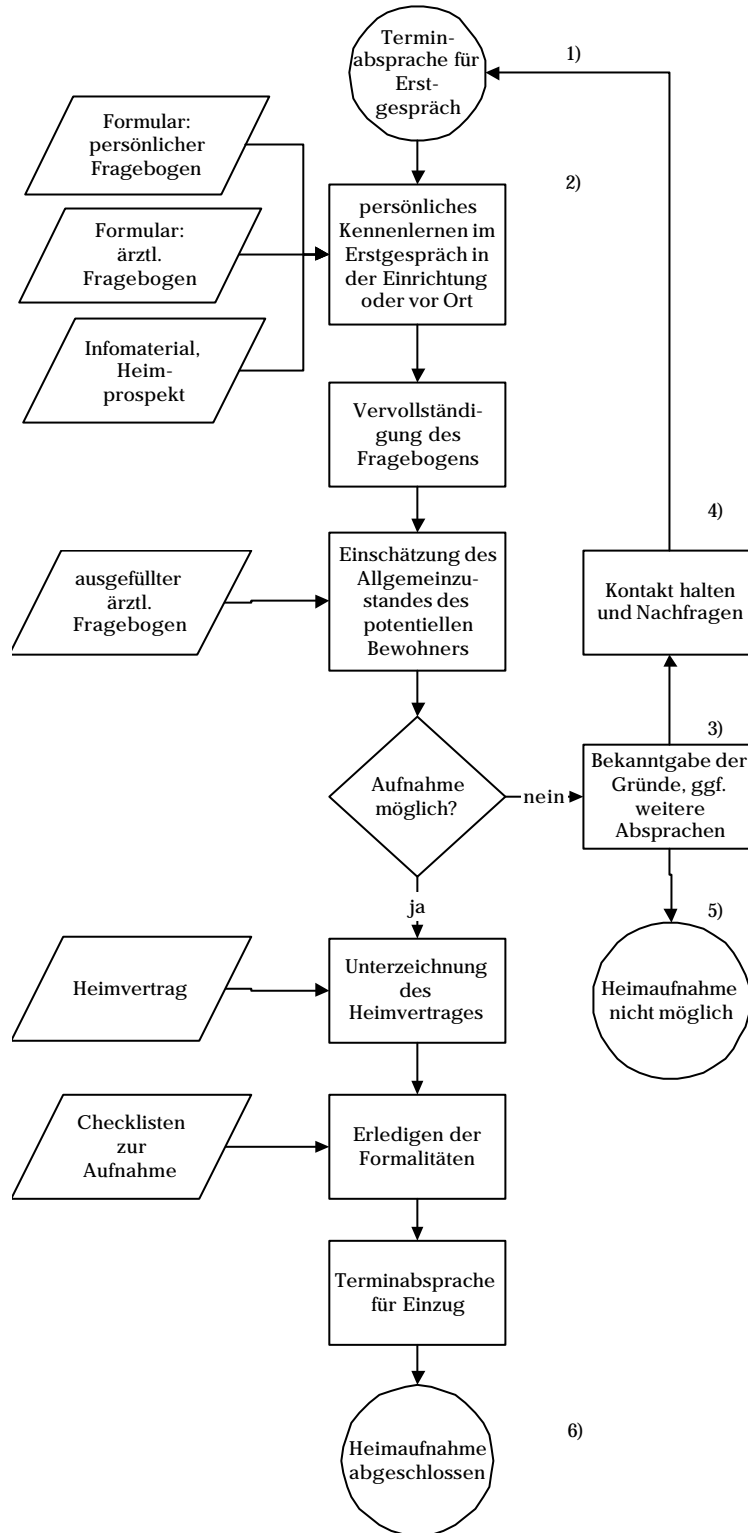 Termin-
absprache für
Erst-
gespräch
1)
Formular:
persönlicher
Fragebogen
2)
persönliches
Kennenlernen im
Erstgespräch in
der Einrichtung
oder vor Ort
Formular:
ärztl.
Fragebogen
Infomaterial,
Heim-
prospekt
Vervollständi-
gung des
Fragebogens
4)
ausgefüllter
ärztl.
Fragebogen
Einschätzung des
Allgemeinzu-
standes des
potentiellen
Bewohners
Kontakt halten
und Nachfragen
3)
Aufnahme
möglich?
nein
Bekanntgabe der
Gründe, ggf.
weitere
Absprachen
ja
5)
Heimvertrag
Unterzeichnung
des
Heimvertrages
Heimaufnahme
nicht möglich
Checklisten
zur
Aufnahme
Erledigen der
Formalitäten
Terminabsprache
für Einzug
6)
Heimaufnahme
abgeschlossen